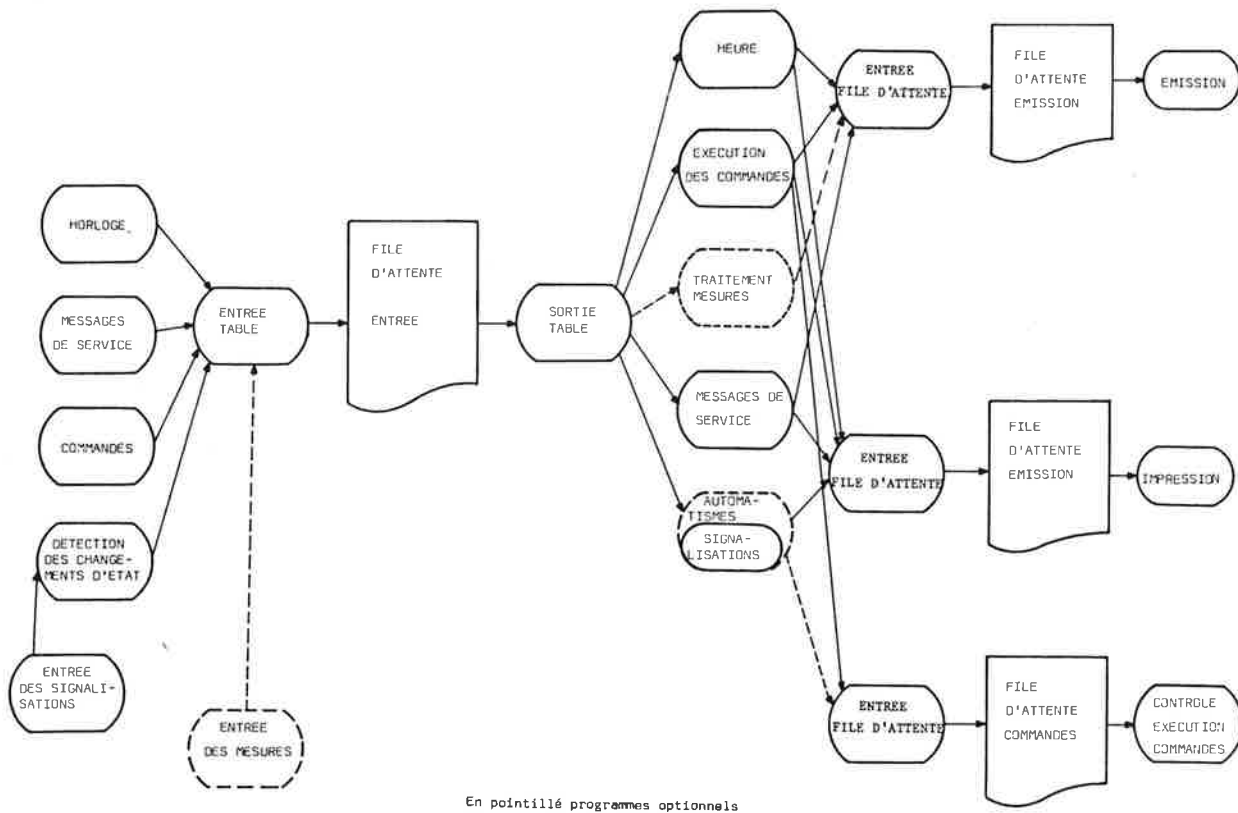 HORLOGE
MESSAGES
DE SERVICE
COMMANDES
DETECTION
DES CHANGE-
MENTS D'ETAT
ENTREE
DES SIGNALI-
SATIONS
ENTREE
DES MESURES
ENTREE
TABLE
FILE
D'ATTENTE
ENTREE
SORTIE
TABLE
HEURE
EXECUTION
DES COMMANDES
TRAITEMENT
MESURES
MESSAGES DE
SERVICE
AUTOMA-
TISMES
SIGNA-
LISATIONS
ENTREE
FILE D'ATTENTE
FILE
D'ATTENTE
EMISSION
EMISSION
ENTREE
FILE D'ATTENTE
FILE
D'ATTENTE
EMISSION
IMPRESSION
ENTREE
FILE D'ATTENTE
FILE
D'ATTENTE
COMMANDES
CONTROLE
EXECUTION
COMMANDES
En pointillé programmes optionnels